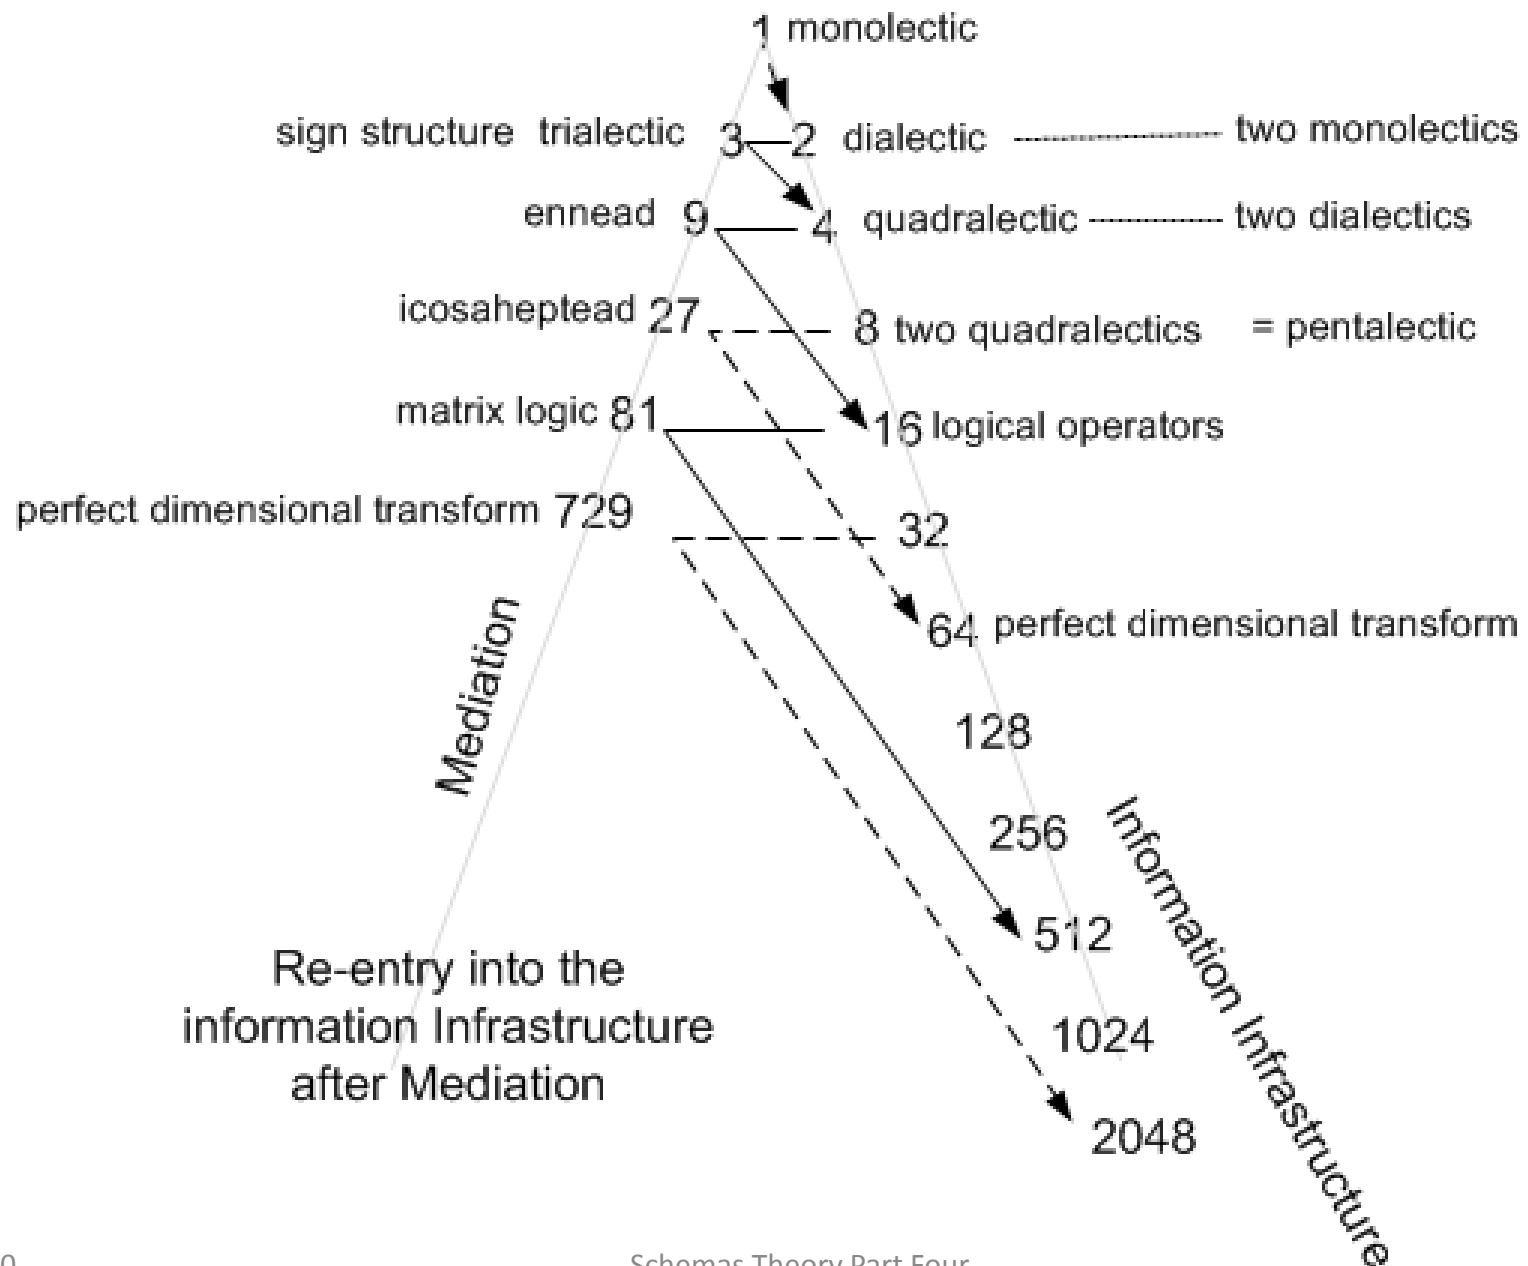 1 monolectic
sign structure trialectic 3 2 dialectic two monolectics
ennead 9 4 quadralectic two dialectics
icosaheptead 27 8 two quadralectics = pentalectic
matrix logic 81 16 logical operators
perfect dimensional transform 729 32
64 perfect dimensional transform
Mediation
128
256
Information Infrastructure
512
Re-entry into the
information Infrastructure
after Mediation
1024
2048
0
Schemas Theory Part Four